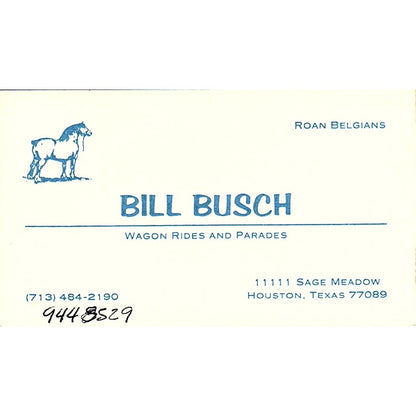 ROAN BELGIANS
BILL BUSCH
WAGON RIDES AND PARADES
11111 SAGE MEADOW
(713) 484-2190 HOUSTON, TEXAS 77089
944 8529